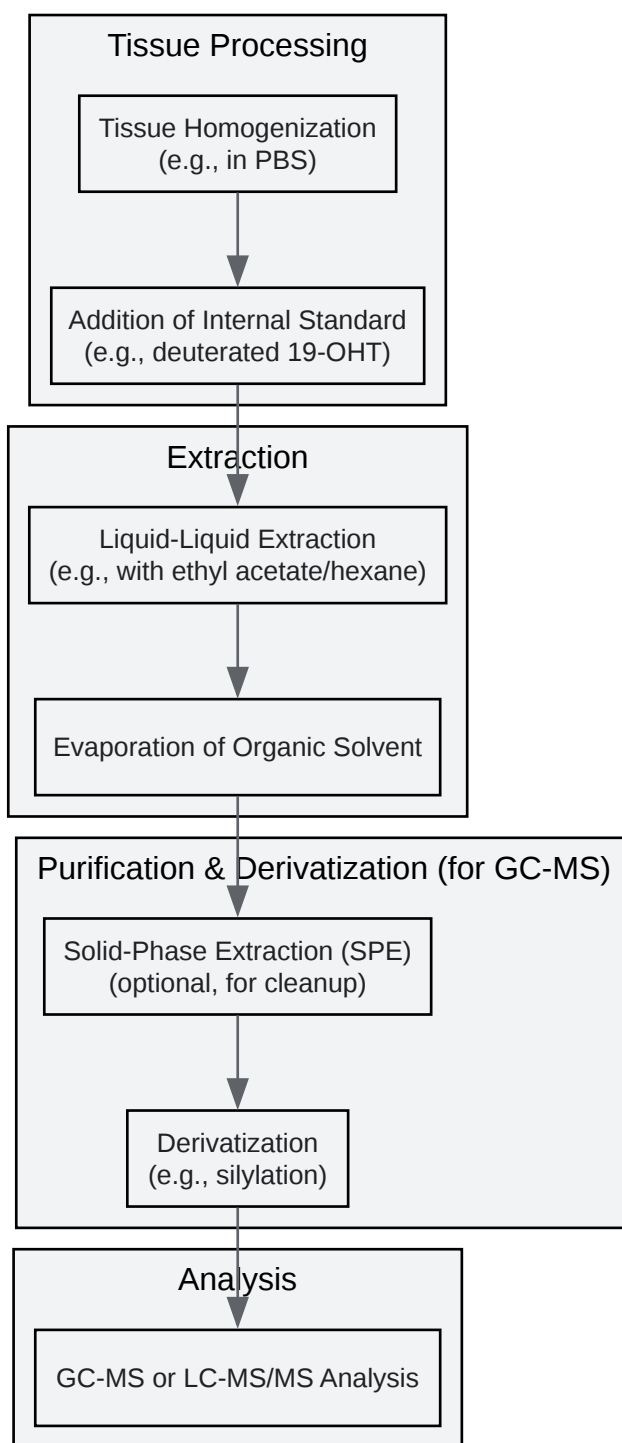 Tissue Processing
Tissue Homogenization
(e.g., in PBS)
Addition of Internal Standard
(e.g., deuterated 19-OHT)
Extraction
Liquid-Liquid Extraction
(e.g., with ethyl acetate/hexane)
Evaporation of Organic Solvent
Purification & Derivatization (for GC-MS)
Solid-Phase Extraction (SPE)
(optional, for cleanup)
Derivatization
(e.g., silylation)
Analysis
GC-MS or LC-MS/MS Analysis